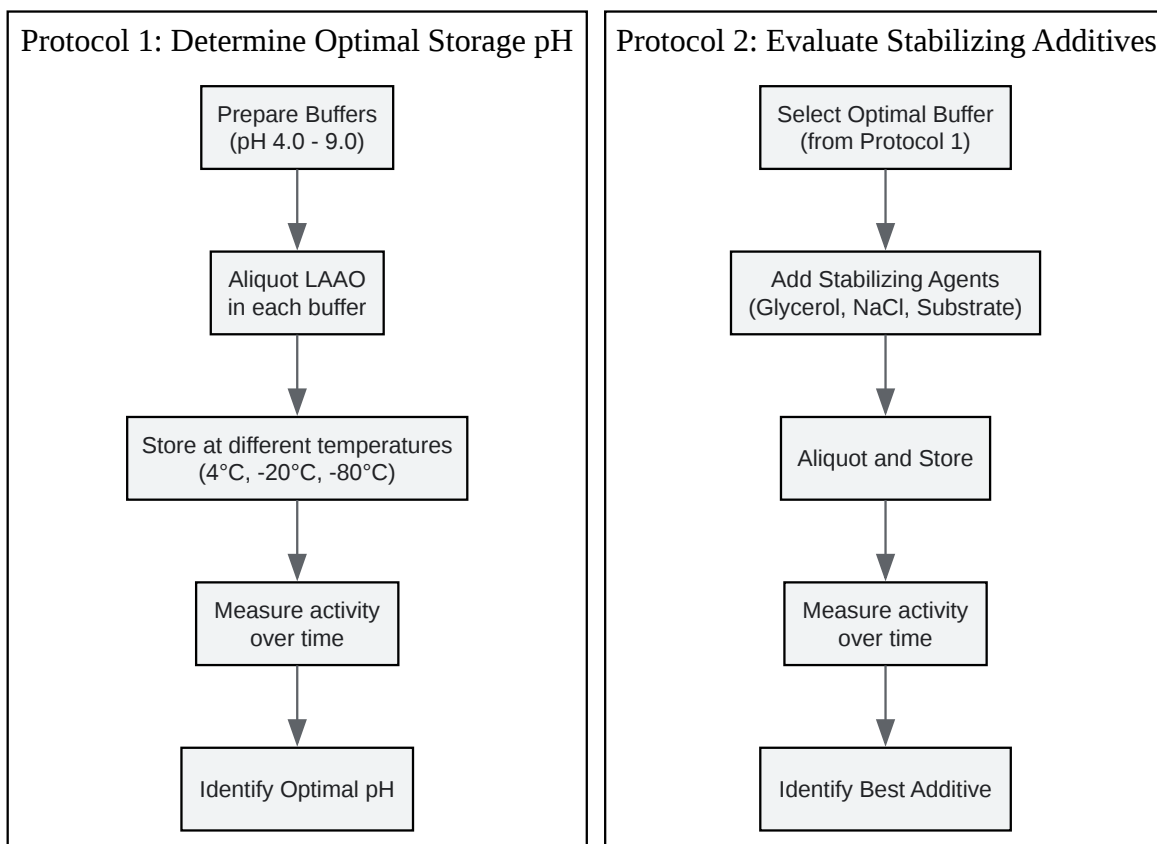 Protocol 1: Determine Optimal Storage pH
Prepare Buffers
(pH 4.0 - 9.0)
Aliquot LAAO
in each buffer
Store at different temperatures
(4°C, -20°C, -80°C)
Measure activity
over time
Identify Optimal pH
Protocol 2: Evaluate Stabilizing Additives
Select Optimal Buffer
(from Protocol 1)
Add Stabilizing Agents
(Glycerol, NaCl, Substrate)
Aliquot and Store
Measure activity
over time
Identify Best Additive